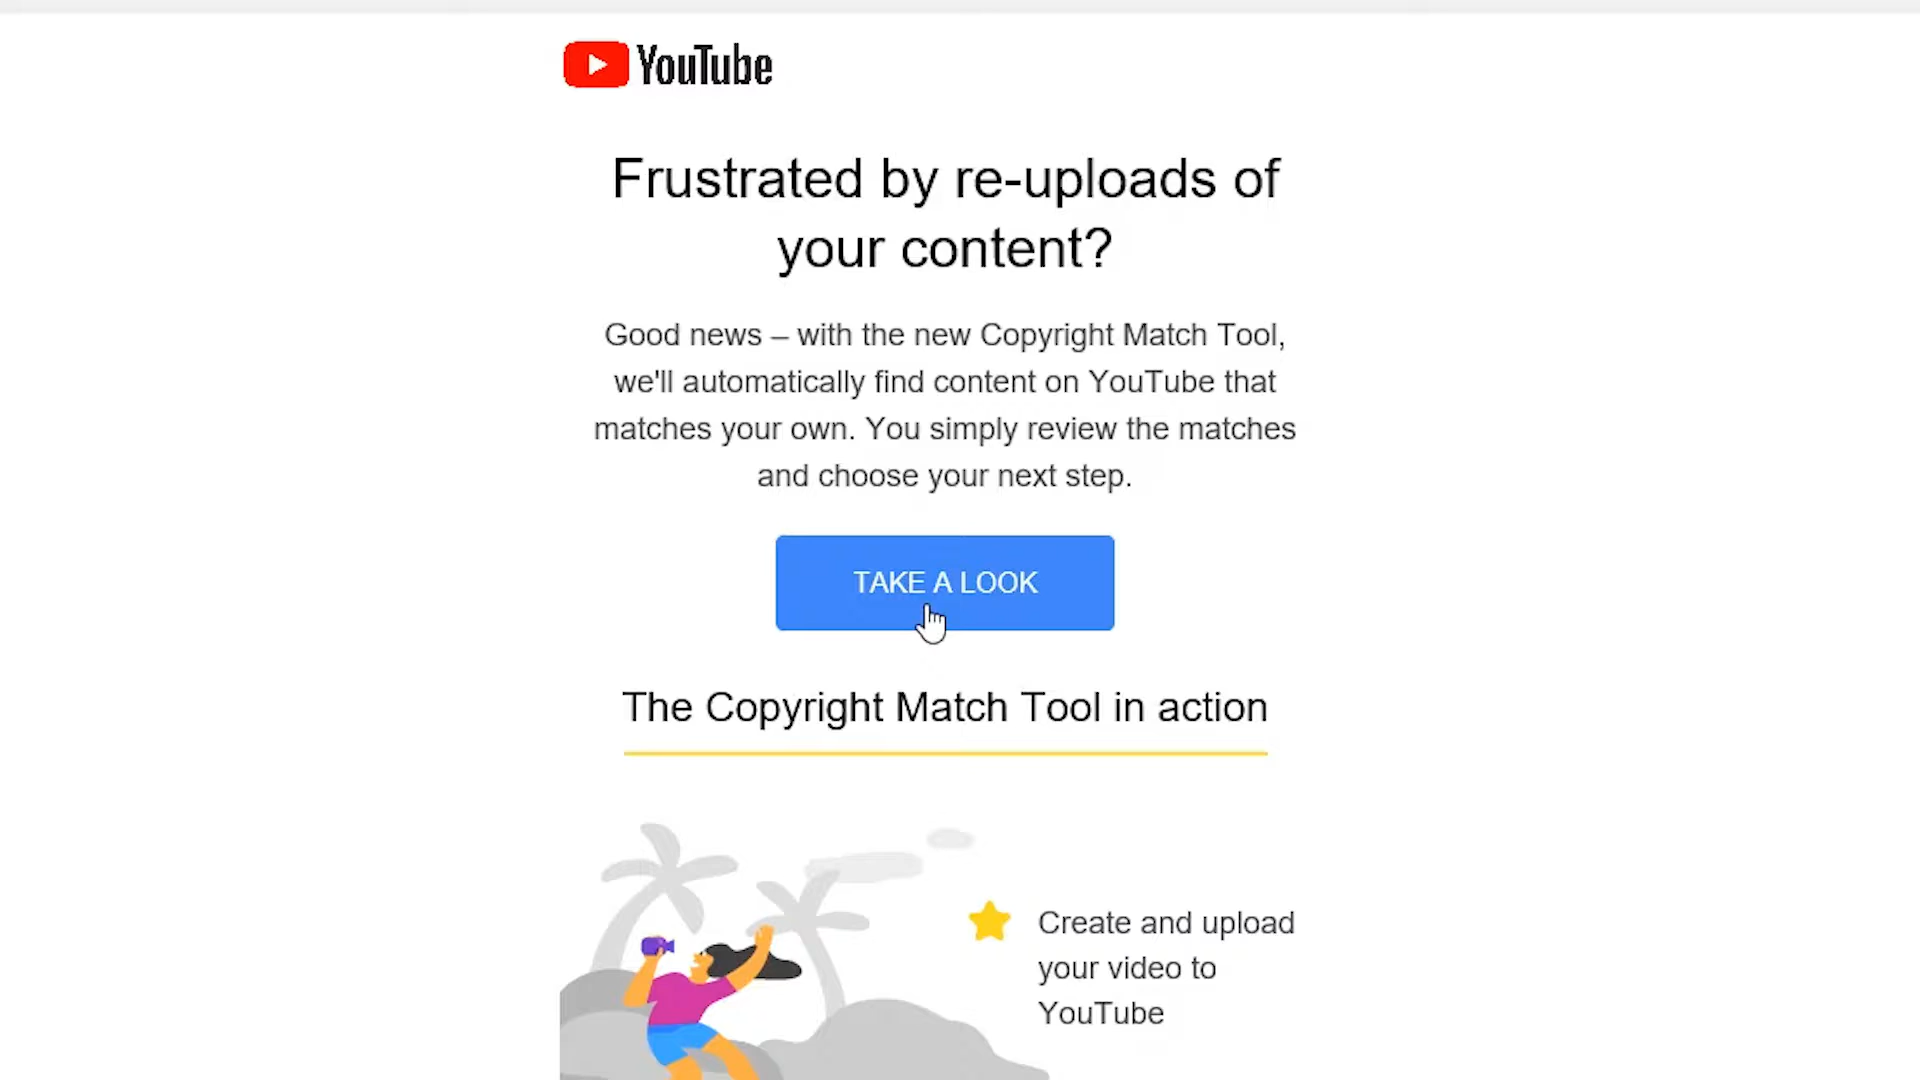 YouTube
Frustrated by re-uploads of
your content?
Good news – with the new Copyright Match Tool,
we'll automatically find content on YouTube that
matches your own. You simply review the matches
and choose your next step.
TAKE A LOOK
The Copyright Match Tool in action
Create and upload
your video to
YouTube